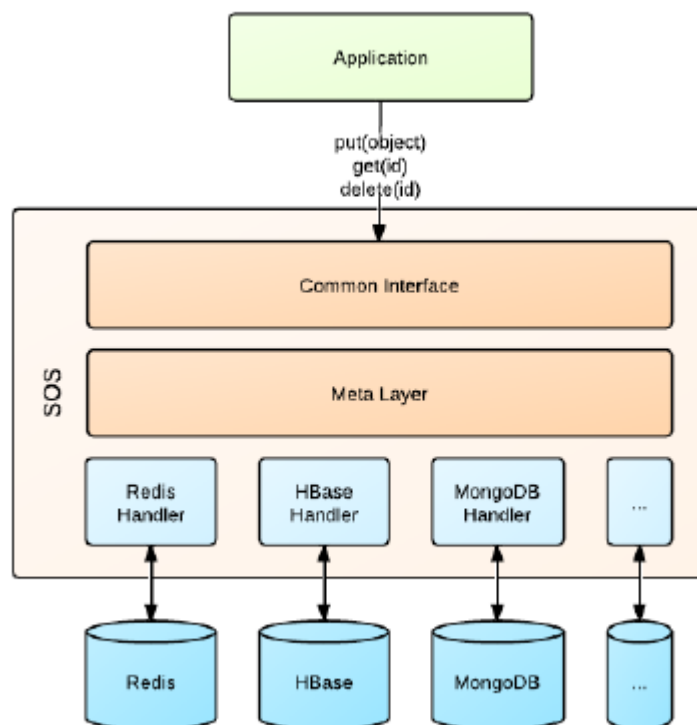 Application
put(object)
get(id)
delete(id)
SOS
Common Interface
Meta Layer
Redis
Handler
HBase
Handler
MongoDB
Handler
...
Redis
HBase
MongoDB
...